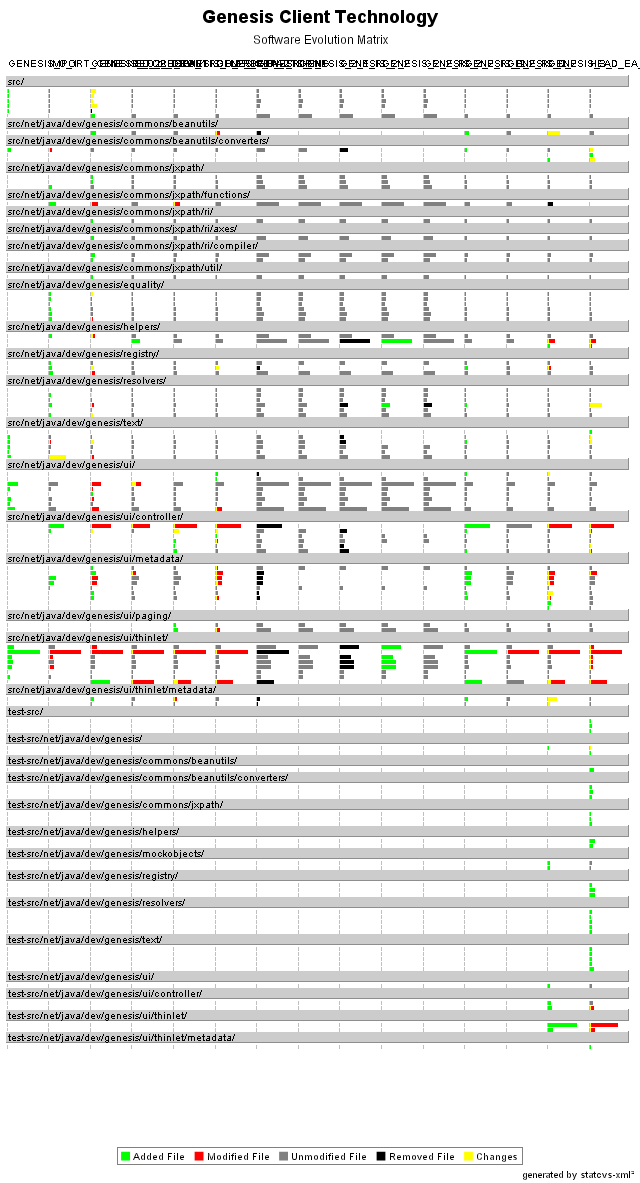 Genesis Client Technology
Software Evolution Matrix
src/
src/net/java/dev/genesis/commons/beanutils/
src/net/java/dev/genesis/commons/beanutils/converters/
src/net/java/dev/genesis/commons/jxpath/
src/net/java/dev/genesis/commons/jxpath/functions/
src/net/java/dev/genesis/commons/jxpath/ri/
src/net/java/dev/genesis/commons/jxpath/ri/axes/
src/net/java/dev/genesis/commons/jxpath/ri/compiler/
src/net/java/dev/genesis/commons/jxpath/util/
src/net/java/dev/genesis/equality/
src/net/java/dev/genesis/helpers/
src/net/java/dev/genesis/registry/
src/net/java/dev/genesis/resolvers/
src/net/java/dev/genesis/text/
src/net/java/dev/genesis/ui/
src/net/java/dev/genesis/ui/controller/
src/net/java/dev/genesis/ui/metadata/
src/net/java/dev/genesis/ui/paging/
src/net/java/dev/genesis/ui/thinlet/
src/net/java/dev/genesis/ui/thinlet/metadata/
test-src/
test-src/net/java/dev/genesis/
test-src/net/java/dev/genesis/commons/beanutils/
test-src/net/java/dev/genesis/commons/beanutils/converters/
test-src/net/java/dev/genesis/commons/jxpath/
test-src/net/java/dev/genesis/helpers/
test-src/net/java/dev/genesis/mockobjects/
test-src/net/java/dev/genesis/registry/
test-src/net/java/dev/genesis/resolvers/
test-src/net/java/dev/genesis/text/
test-src/net/java/dev/genesis/ui/
test-src/net/java/dev/genesis/ui/controller/
test-src/net/java/dev/genesis/ui/thinlet/
test-src/net/java/dev/genesis/ui/thinlet/metadata/
Added File Modified File Unmodified File Removed File Changes
generated by statcvs-xml²